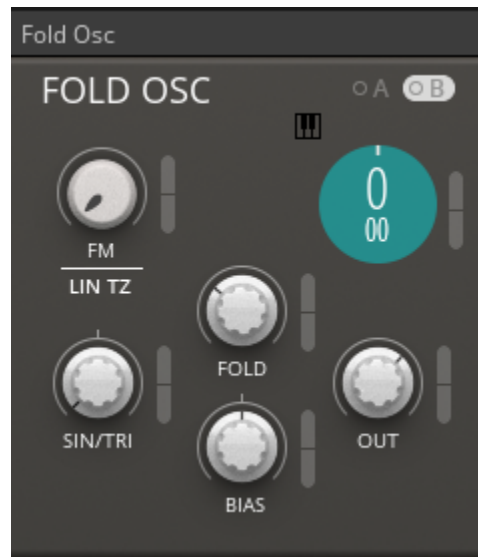 Fold Osc
FOLD OSC
A B
0
00
FM
LIN TZ
FOLD
SIN/TRI
OUT
BIAS